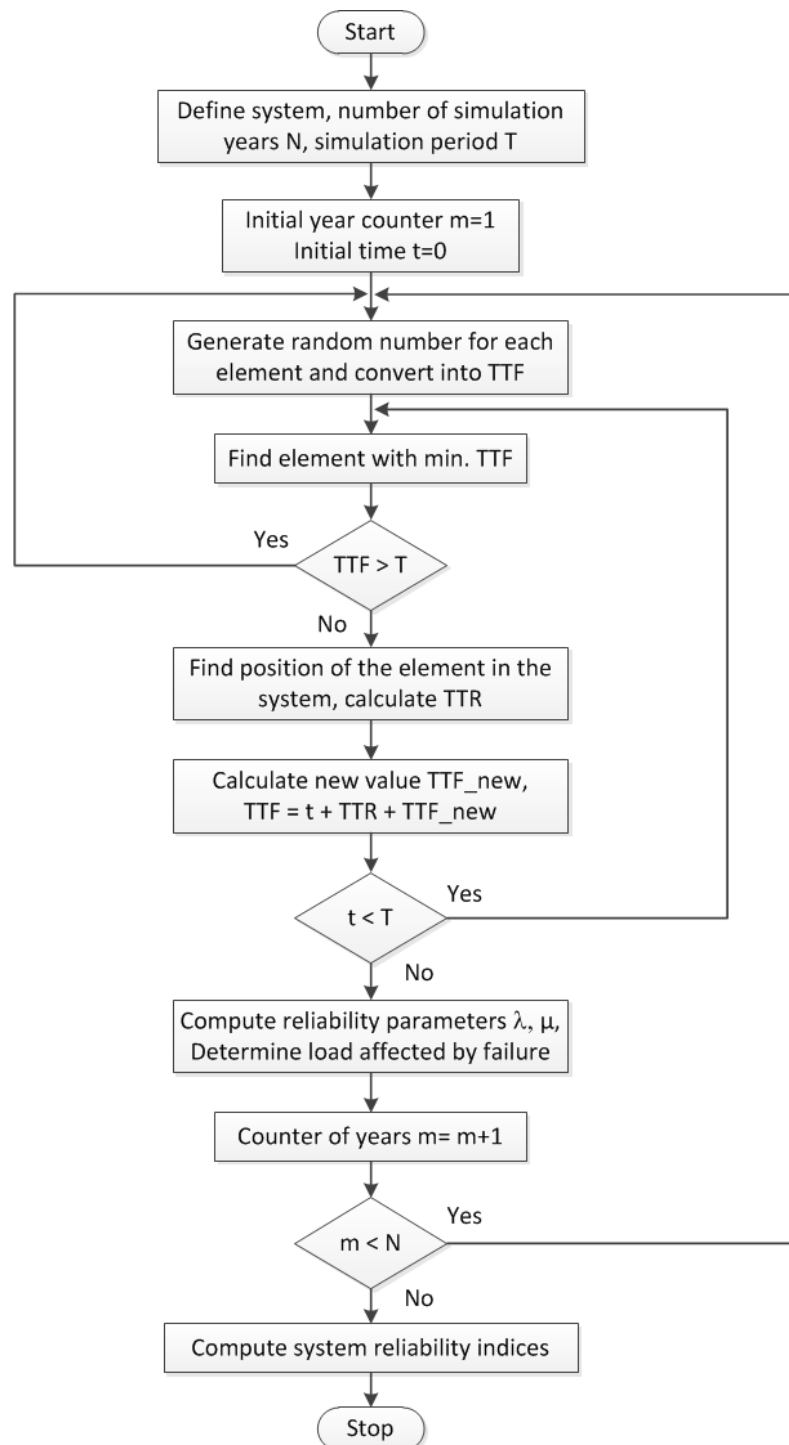 Start
Define system, number of simulation
years N, simulation period T
Initial year counter m=1
Initial time t=0
Generate random number for each
element and convert into TTF
Find element with min. TTF
Yes
TTF > T
No
Find position of the element in the
system, calculate TTR
Calculate new value TTF_new,
TTF = t + TTR + TTF_new
Yes
t < T
No
Compute reliability parameters λ, μ,
Determine load affected by failure
Counter of years m= m+1
Yes
m < N
No
Compute system reliability indices
Stop